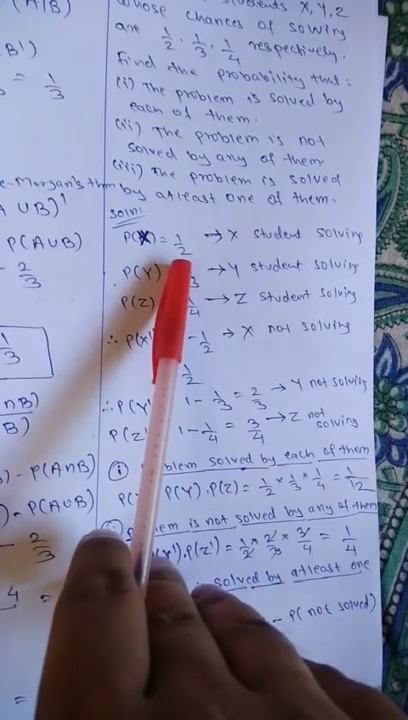 (A|B)
B')
= 1/3
e-Morgan's thm
A ∪B)'
P(A∪B)
2/3
1/3
∩B)
B)
)- P(A∩B)
)- P(A∪B)
- 2/3
=
=
students X, Y, Z
whose chances of solving
are 1/2, 1/3, 1/4 respectively.
Find the probability that:
(i) The problem is solved by
each of them.
(ii) The problem is not
solved by any of them
(iii) The problem is solved
by atleast one of them.
Soln:
P(X) = 1/2 → X student solving
P(Y) 3 → Y student solving
P(Z) 1/4 → Z student solving
∴ P(X' - 1/2 → X not solving
1/2
∴ P(Y' 1 - 1/3 = 2/3 → Y not solving
P(Z' 1 - 1/4 = 3/4 → Z not solving
(i) blem solved by each of them
P(Y).P(Z) = 1/2 × 1/3 × 1/4 = 1/12
em is not solved by any of them
(Y').P(Z') = 1/2 × 2/3 × 3/4 = 1/4
solved by atleast one
- P(not solved)